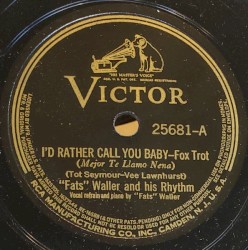 "HIS MASTER'S VOICE"
VICTOR
25681-A
I'D RATHER CALL YOU BABY-Fox Trot
(Mejor Te Llamo Nena)
(Tot Seymour-Vee Lawnhurst)
"Fats" Waller and his Rhythm
Vocal refrain and piano by "Fats" Waller
RCA MANUFACTURING CO. INC. CAMDEN, N.J. U.S.A.